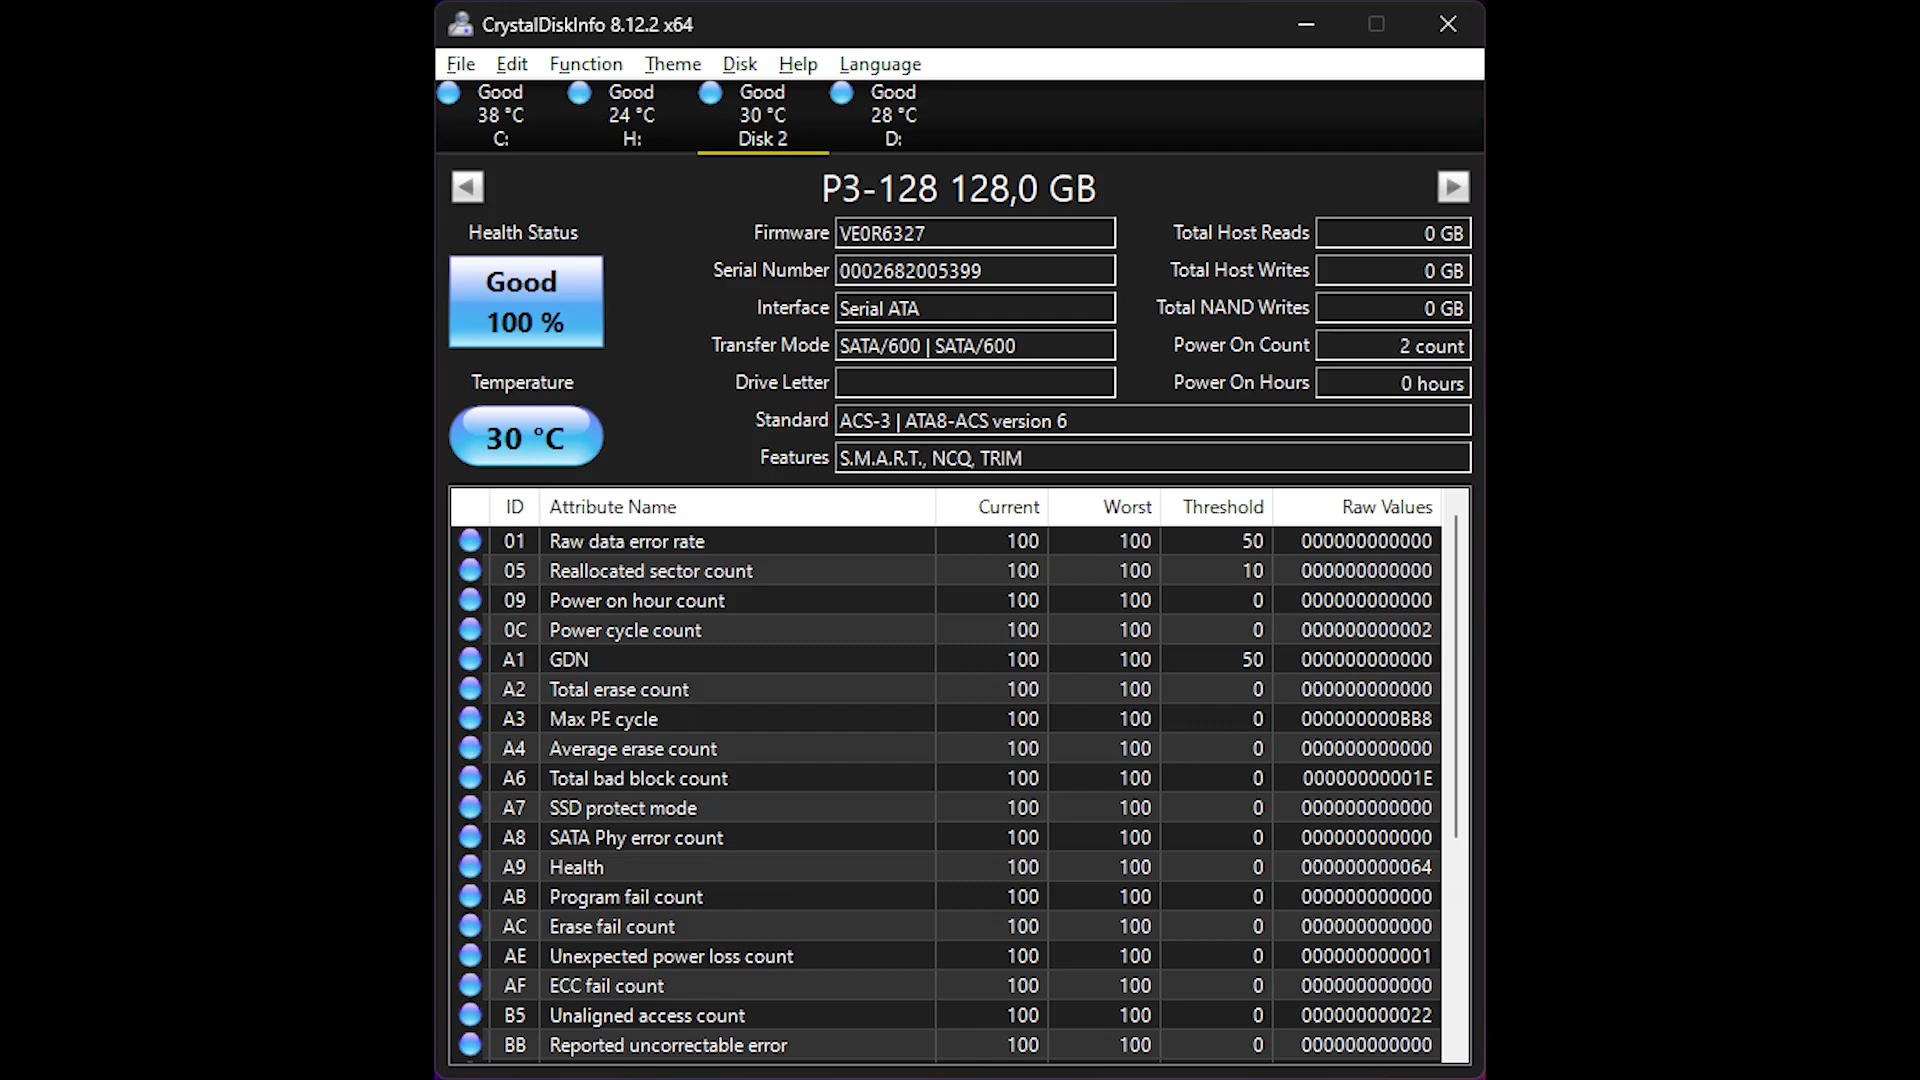 CrystalDiskInfo 8.12.2 x64
File Edit Function Theme Disk Help Language
Good Good Good Good
38 °C 24 °C 30 °C 28 °C
C: H: Disk 2 D:
P3-128 128,0 GB
Health Status
Good
100 %
Temperature
30 °C
Firmware VE0R6327
Serial Number 0002682005399
Interface Serial ATA
Transfer Mode SATA/600 | SATA/600
Drive Letter
Standard ACS-3 | ATA8-ACS version 6
Features S.M.A.R.T., NCQ, TRIM
Total Host Reads 0 GB
Total Host Writes 0 GB
Total NAND Writes 0 GB
Power On Count 2 count
Power On Hours 0 hours
ID Attribute Name Current Worst Threshold Raw Values
01 Raw data error rate 100 100 50 000000000000
05 Reallocated sector count 100 100 10 000000000000
09 Power on hour count 100 100 0 000000000000
0C Power cycle count 100 100 0 000000000002
A1 GDN 100 100 50 000000000000
A2 Total erase count 100 100 0 000000000000
A3 Max PE cycle 100 100 0 000000000BB8
A4 Average erase count 100 100 0 000000000000
A6 Total bad block count 100 100 0 00000000001E
A7 SSD protect mode 100 100 0 000000000000
A8 SATA Phy error count 100 100 0 000000000000
A9 Health 100 100 0 000000000064
AB Program fail count 100 100 0 000000000000
AC Erase fail count 100 100 0 000000000000
AE Unexpected power loss count 100 100 0 000000000001
AF ECC fail count 100 100 0 000000000000
B5 Unaligned access count 100 100 0 000000000022
BB Reported uncorrectable error 100 100 0 000000000000